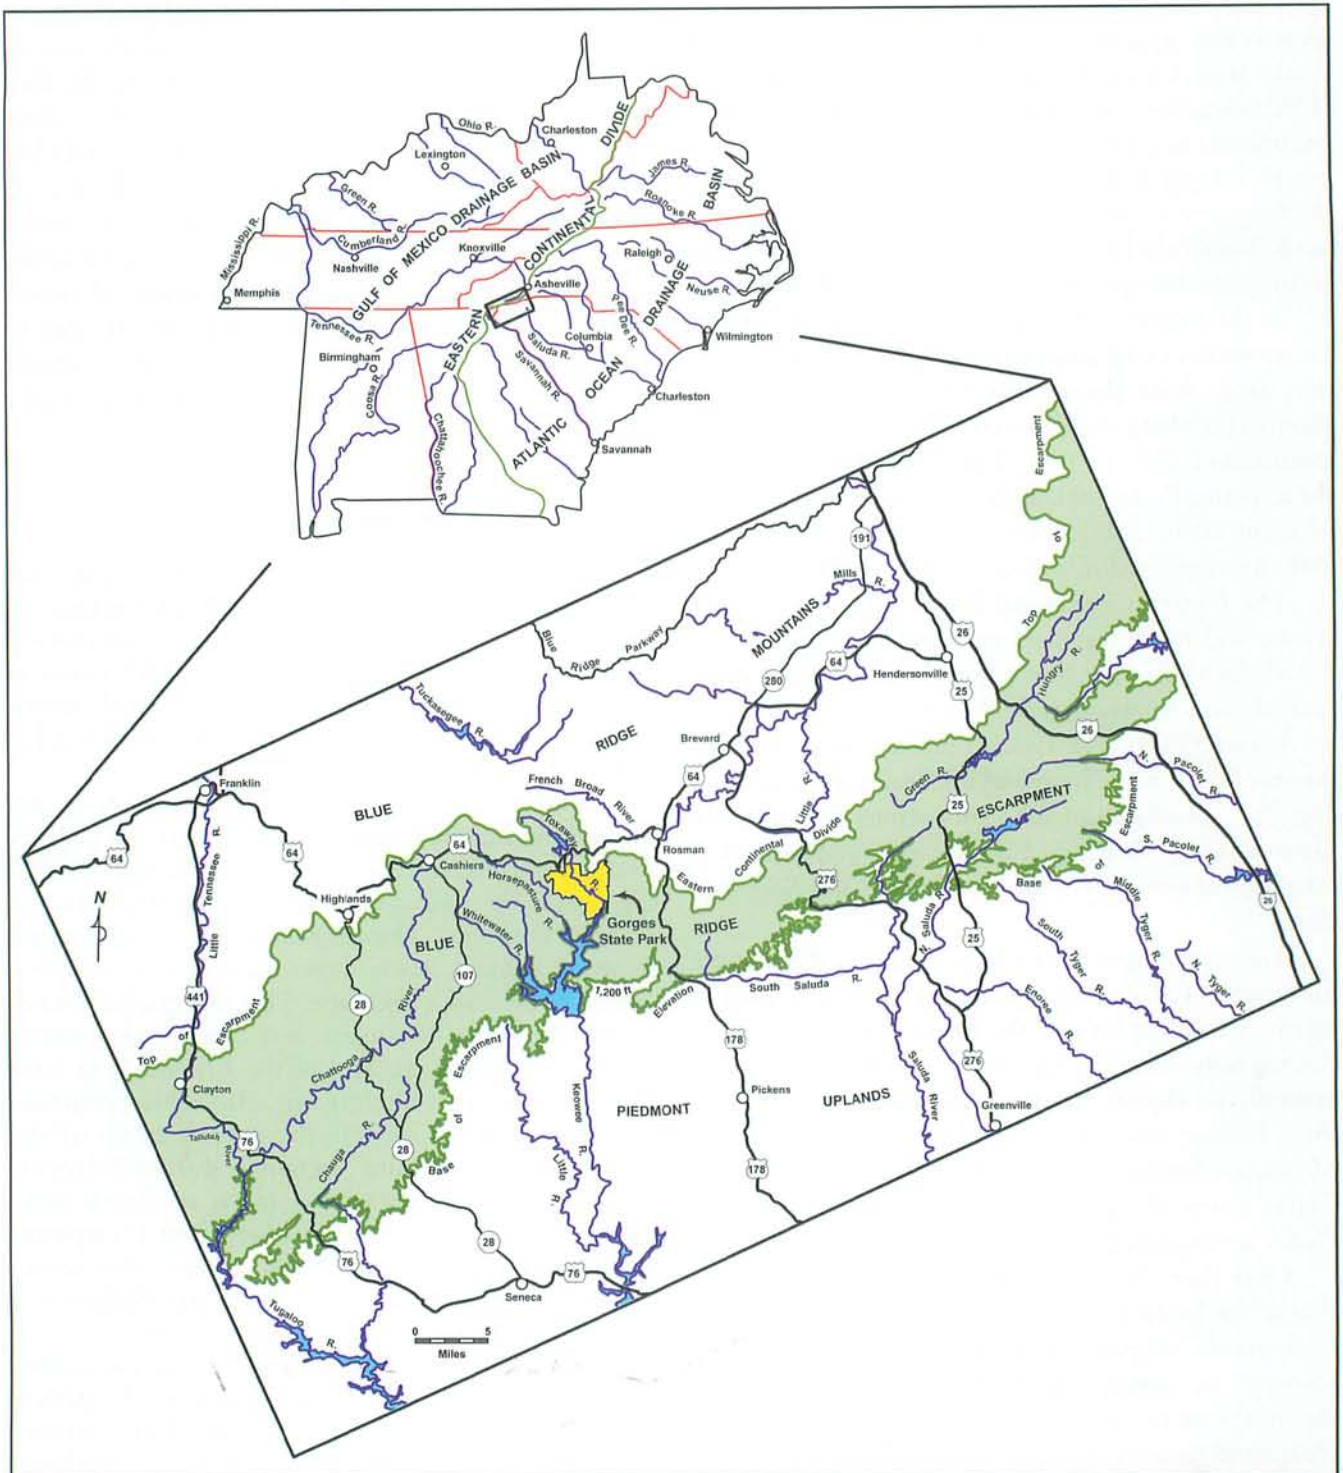 Ohio R.
Charleston
DIVIDE
Lexington
James R.
BASIN
Green R.
GULF OF MEXICO DRAINAGE BASIN
Roanoke R.
Mississippi R.
Cumberland R.
Knoxville
EASTERN CONTINENTAL
Raleigh
Nashville
Asheville
Neuse R.
Memphis
Pee Dee R.
Tennessee R.
Columbia
Wilmington
Birmingham
Saluda R.
Savannah R.
Coosa R.
ATLANTIC OCEAN DRAINAGE
Charleston
Chattahoochee R.
Savannah
Top of Escarpment
191
Mills R.
MOUNTAINS
Blue Ridge Parkway
26
64
Hendersonville
280
25
Hungry R.
Tuckasegee R.
RIDGE
Brevard
26
N. Pacolet R.
Franklin
French Broad River
64
Little R.
Green R.
25
ESCARPMENT
BLUE
Toxaway R.
64
Rosman
Eastern Continental Divide
S. Pacolet R.
64
64
Cashiers
Horsepasture R.
276
Base of Escarpment
26
N
Little Tennessee R.
Highlands
Whitewater R.
Gorges
State Park
BLUE
RIDGE
N. Saluda R.
25
South Tyger R.
Middle Tyger R.
N. Tyger R.
107
441
28
1,200 ft Elevation
South Saluda R.
Enoree R.
Top of Escarpment
Chattooga River
178
276
Clayton
Keowee R.
PIEDMONT
Pickens
UPLANDS
Saluda River
Greenville
Tallulah River
76
Chauga R.
28
Base of Escarpment
Little R.
178
28
76
76
Seneca
Tugaloo R.
0 5
Miles